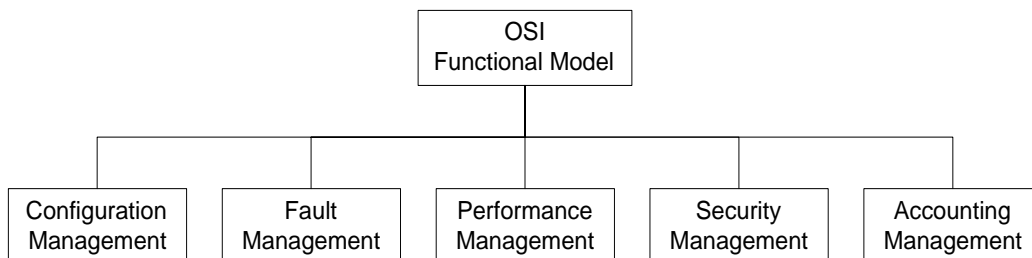 OSI
Functional Model
Configuration
Management
Fault
Management
Performance
Management
Security
Management
Accounting
Management